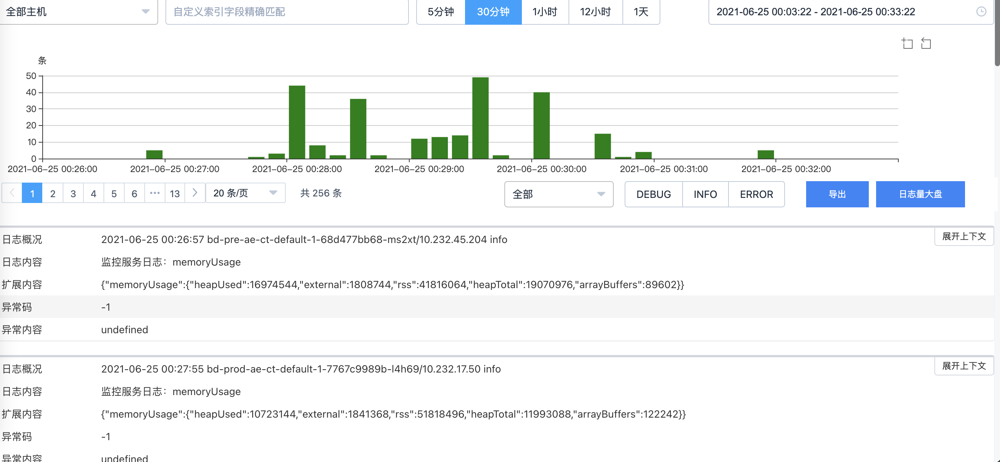 全部主机 自定义索引字段精确匹配 5分钟 30分钟 1小时 12小时 1天 2021-06-25 00:03:22 - 2021-06-25 00:33:22
条
50
40
30
20
10
0
2021-06-25 00:26:00 2021-06-25 00:27:00 2021-06-25 00:28:00 2021-06-25 00:29:00 2021-06-25 00:30:00 2021-06-25 00:31:00 2021-06-25 00:32:00
1 2 3 4 5 6 ••• 13 20 条/页 共 256 条 全部 DEBUG INFO ERROR 导出 日志量大盘
日志概况 2021-06-25 00:26:57 bd-pre-ae-ct-default-1-68d477bb68-ms2xt/10.232.45.204 info 展开上下文
日志内容 监控服务日志：memoryUsage
扩展内容 {"memoryUsage":{"heapUsed":16974544,"external":1808744,"rss":41816064,"heapTotal":19070976,"arrayBuffers":89602}}
异常码 -1
异常内容 undefined
日志概况 2021-06-25 00:27:55 bd-prod-ae-ct-default-1-7767c9989b-l4h69/10.232.17.50 info 展开上下文
日志内容 监控服务日志：memoryUsage
扩展内容 {"memoryUsage":{"heapUsed":10723144,"external":1841368,"rss":51818496,"heapTotal":11993088,"arrayBuffers":122242}}
异常码 -1
异常内容 undefined